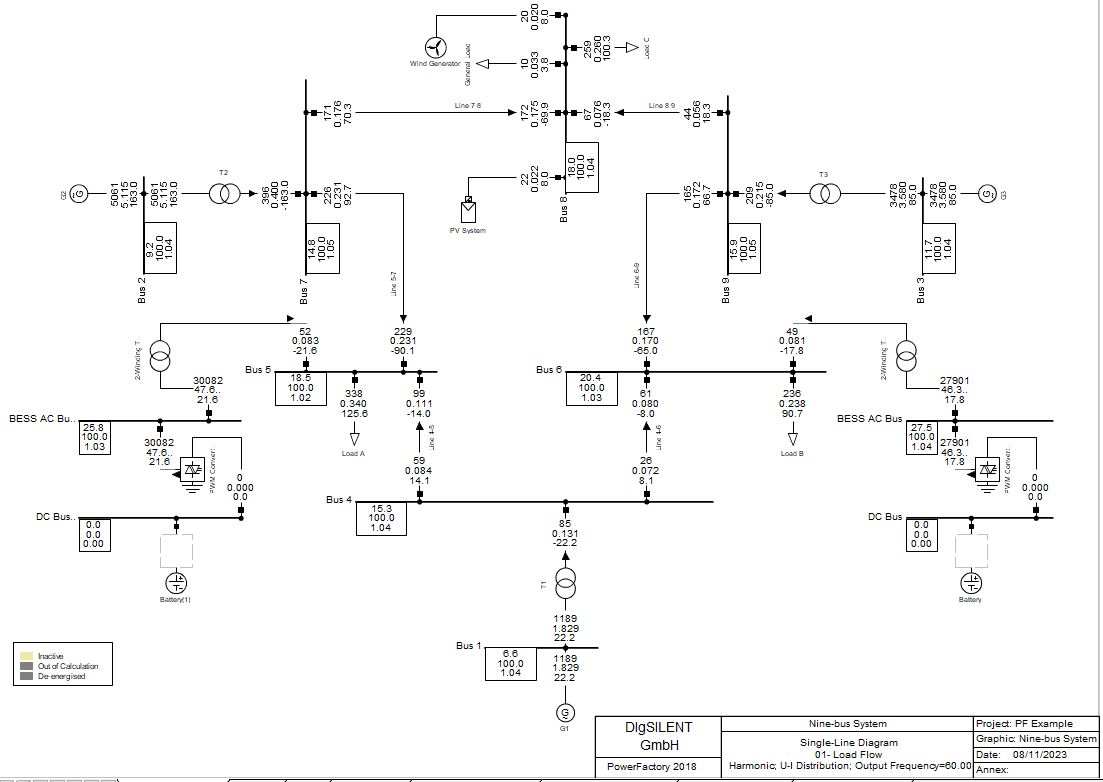 20
0.020
8.0
Wind Generator
General Load
10
0.033
3.8
259
0.260
100.3
Load C
171
0.176
70.3
Line 7 8
172
0.175
-69.9
67
0.076
-18.3
Line 8 9
44
0.056
18.3
G2
G
5061
5.115
163.0
5061
5.115
163.0
T2
396
0.400
-163.0
226
0.231
92.7
22
0.022
8.0
PV System
18.0
100.0
1.04
Bus 8
165
0.172
66.7
209
0.215
-85.0
T3
3478
3.580
85.0
3478
3.580
85.0
G
G3
9.2
100.0
1.04
Bus 2
14.8
100.0
1.05
Bus 7
Line 5-7
Line 6-9
15.9
100.0
1.05
Bus 9
11.7
100.0
1.04
Bus 3
2-Winding T..
52
0.083
-21.6
229
0.231
-90.1
167
0.170
-65.0
49
0.081
-17.8
2-Winding T..
Bus 5
18.5
100.0
1.02
Bus 6
20.4
100.0
1.03
30082
47.6..
21.6
338
0.340
125.6
99
0.111
-14.0
61
0.080
-8.0
236
0.238
90.7
27901
46.3..
17.8
BESS AC Bu..
25.8
100.0
1.03
30082
47.6..
21.6
PWM Conver..
Load A
Line 4-5
Line 4-6
Load B
BESS AC Bus
27.5
100.0
1.04
27901
46.3..
17.8
PWM Conver..
0
0.000
0.0
59
0.084
14.1
26
0.072
8.1
0
0.000
0.0
Bus 4
15.3
100.0
1.04
DC Bus..
0.0
0.0
0.00
85
0.131
-22.2
DC Bus
0.0
0.0
0.00
Battery(1)
T1
Battery
1189
1.829
22.2
Bus 1
6.6
100.0
1.04
1189
1.829
22.2
G
G1
Inactive
Out of Calculation
De-energised
DIgSILENT
GmbH
PowerFactory 2018
Nine-bus System
Single-Line Diagram
01- Load Flow
Harmonic; U-I Distribution; Output Frequency=60.00
Project: PF Example
Graphic: Nine-bus System
Date: 08/11/2023
Annex: